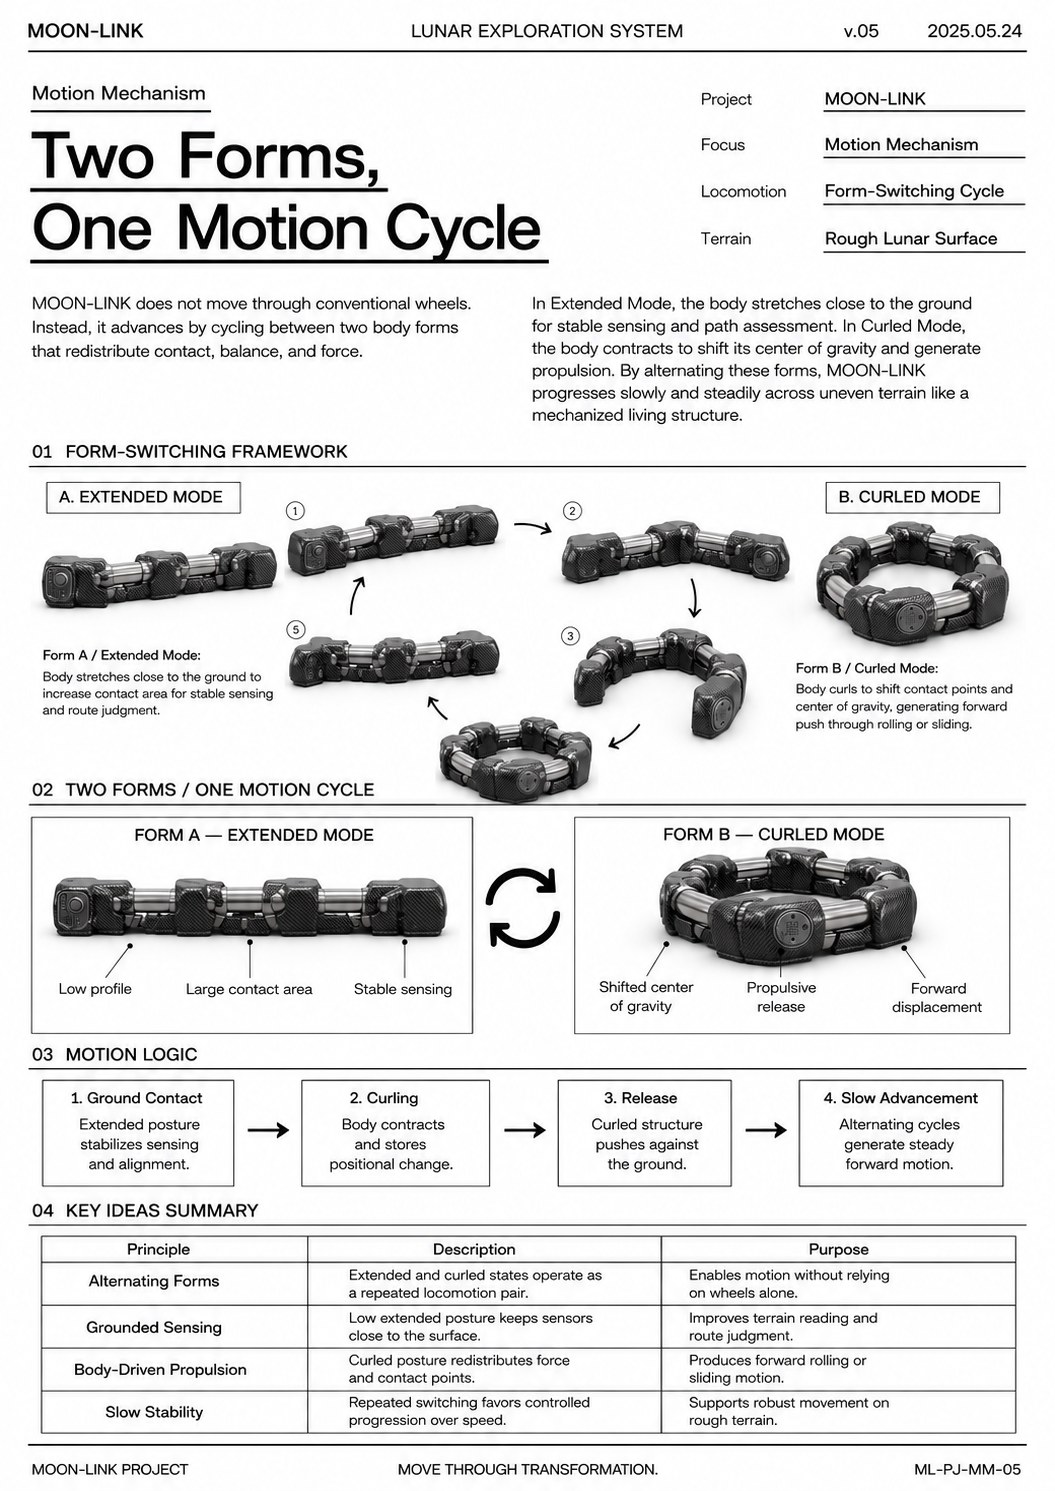 MOON-LINK
LUNAR EXPLORATION SYSTEM
v.05
2025.05.24
Motion Mechanism
Two Forms,
One Motion Cycle
Project
MOON-LINK
Focus
Motion Mechanism
Locomotion
Form-Switching Cycle
Terrain
Rough Lunar Surface
MOON-LINK does not move through conventional wheels.
Instead, it advances by cycling between two body forms
that redistribute contact, balance, and force.
In Extended Mode, the body stretches close to the ground
for stable sensing and path assessment. In Curled Mode,
the body contracts to shift its center of gravity and generate
propulsion. By alternating these forms, MOON-LINK
progresses slowly and steadily across uneven terrain like a
mechanized living structure.
01 FORM-SWITCHING FRAMEWORK
A. EXTENDED MODE
1
2
B. CURLED MODE
5
3
Form A / Extended Mode:
Body stretches close to the ground to
increase contact area for stable sensing
and route judgment.
Form B / Curled Mode:
Body curls to shift contact points and
center of gravity, generating forward
push through rolling or sliding.
02 TWO FORMS / ONE MOTION CYCLE
FORM A — EXTENDED MODE
Low profile
Large contact area
Stable sensing
FORM B — CURLED MODE
Shifted center
of gravity
Propulsive
release
Forward
displacement
03 MOTION LOGIC
1. Ground Contact
Extended posture
stabilizes sensing
and alignment.
2. Curling
Body contracts
and stores
positional change.
3. Release
Curled structure
pushes against
the ground.
4. Slow Advancement
Alternating cycles
generate steady
forward motion.
04 KEY IDEAS SUMMARY
Principle
Description
Purpose
Alternating Forms
Extended and curled states operate as
a repeated locomotion pair.
Enables motion without relying
on wheels alone.
Grounded Sensing
Low extended posture keeps sensors
close to the surface.
Improves terrain reading and
route judgment.
Body-Driven Propulsion
Curled posture redistributes force
and contact points.
Produces forward rolling or
sliding motion.
Slow Stability
Repeated switching favors controlled
progression over speed.
Supports robust movement on
rough terrain.
MOON-LINK PROJECT
MOVE THROUGH TRANSFORMATION.
ML-PJ-MM-05